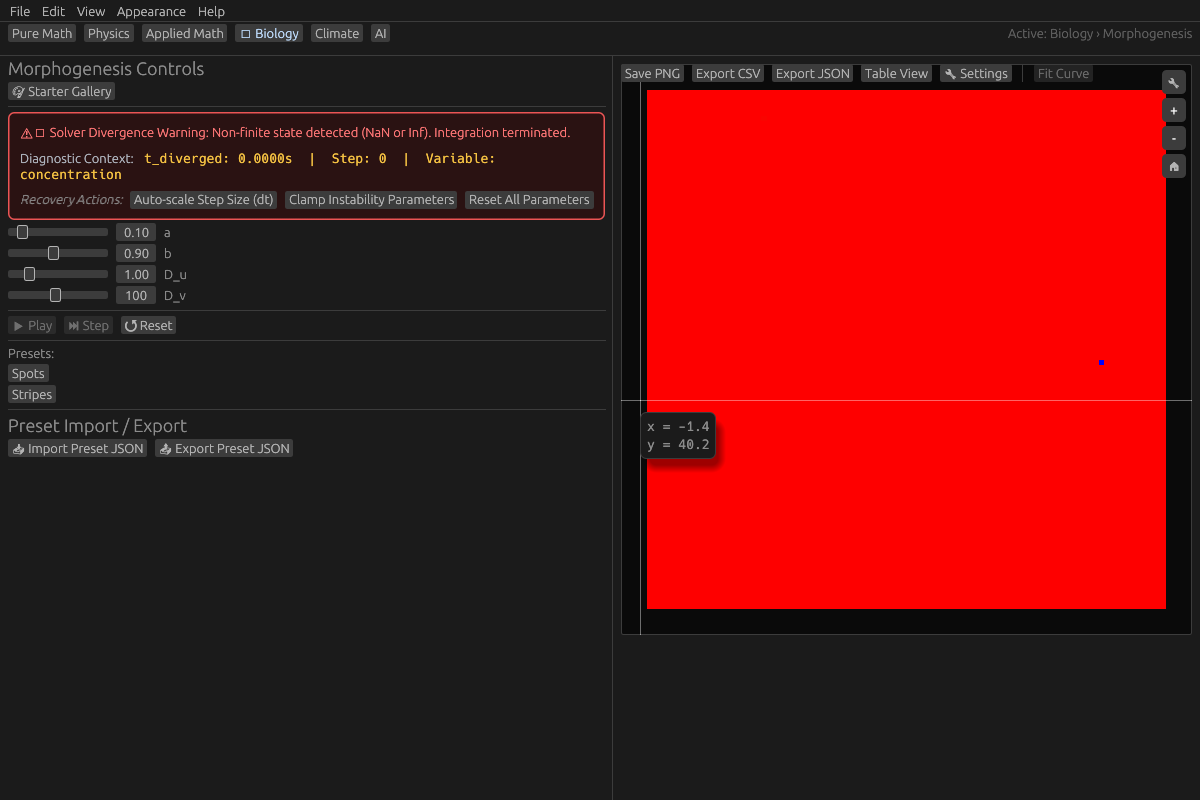 File Edit View Appearance Help
Pure Math Physics Applied Math Biology Climate AI Active: Biology › Morphogenesis
Morphogenesis Controls
Starter Gallery
Solver Divergence Warning: Non-finite state detected (NaN or Inf). Integration terminated.
Diagnostic Context: t_diverged: 0.0000s | Step: 0 | Variable:
concentration
Recovery Actions: Auto-scale Step Size (dt) Clamp Instability Parameters Reset All Parameters
0.10 a
0.90 b
1.00 D_u
100 D_v
Play Step Reset
Presets:
Spots
Stripes
Preset Import / Export
Import Preset JSON Export Preset JSON
Save PNG Export CSV Export JSON Table View Settings Fit Curve
+
-
x = -1.4
y = 40.2